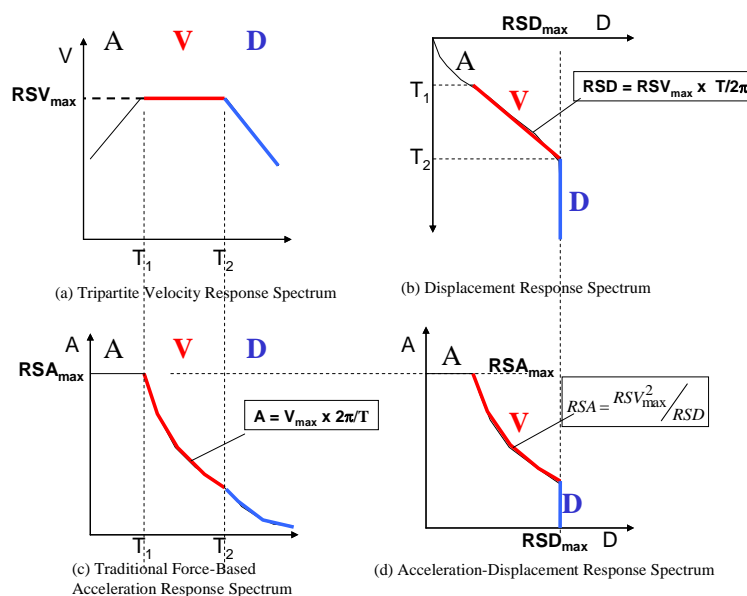 A V D
V
RSVmax
T1 T2
(a) Tripartite Velocity Response Spectrum
RSDmax D
A
T1
V
RSD = RSVmax x T/2π
T2
D
(b) Displacement Response Spectrum
A
A V D
RSAmax
A = Vmax x 2π/T
T1 T2
(c) Traditional Force-Based
Acceleration Response Spectrum
A
A
RSAmax
RSA = RSV²max / RSD
V
D
RSDmax D
(d) Acceleration-Displacement Response Spectrum